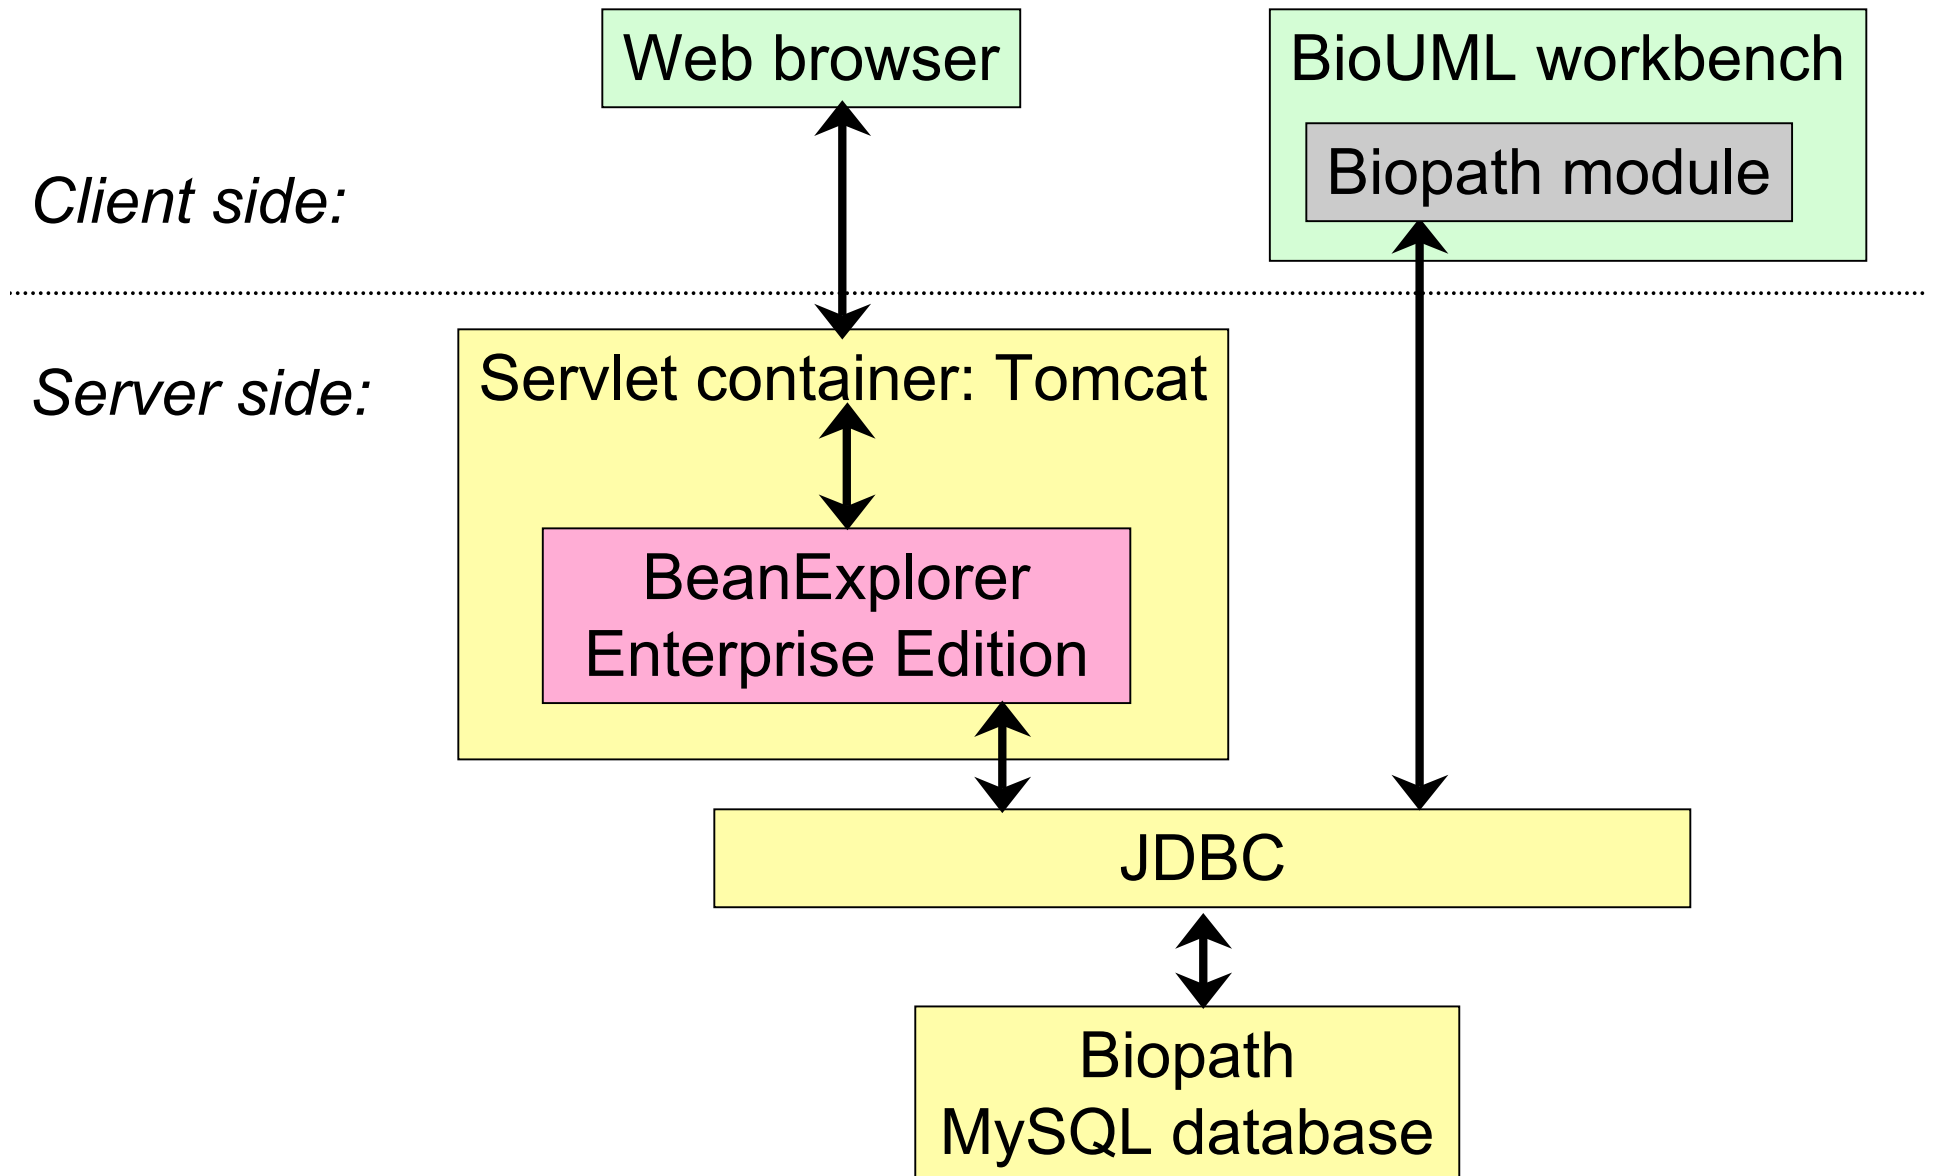 Web browser
BioUML workbench
Biopath module
Client side:
Server side:
Servlet container: Tomcat
BeanExplorer
Enterprise Edition
JDBC
Biopath
MySQL database